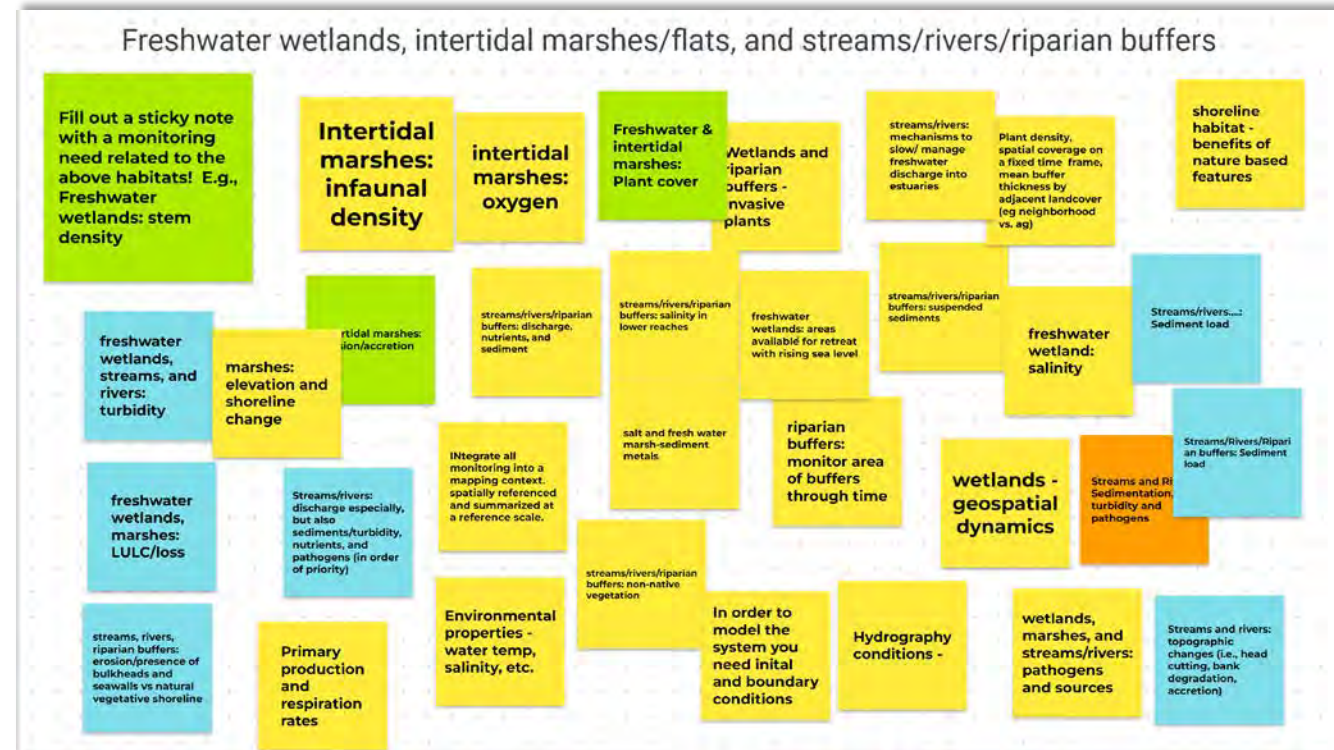 Freshwater wetlands, intertidal marshes/flats, and streams/rivers/riparian buffers
Fill out a sticky note
with a monitoring
need related to the
above habitats! E.g.,
Freshwater
wetlands: stem
density
Intertidal
marshes:
infaunal
density
intertidal
marshes:
oxygen
Freshwater &
intertidal
marshes:
Plant cover
Wetlands and
riparian
buffers -
invasive
plants
streams/rivers:
mechanisms to
slow/ manage
freshwater
discharge into
estuaries
Plant density,
spatial coverage on
a fixed time frame,
mean buffer
thickness by
adjacent landcover
(eg neighborhood
vs. ag)
shoreline
habitat -
benefits of
nature based
features
freshwater
wetlands,
streams, and
rivers:
turbidity
marshes:
elevation and
shoreline
change
rtidal marshes:
ion/accretion
streams/rivers/riparian
buffers: discharge,
nutrients, and
sediment
streams/rivers/riparian
buffers: salinity in
lower reaches
freshwater
wetlands: areas
available for retreat
with rising sea level
streams/rivers/riparian
buffers: suspended
sediments
freshwater
wetland:
salinity
Streams/rivers....:
Sediment load
freshwater
wetlands,
marshes:
LULC/loss
Streams/rivers:
discharge especially,
but also
sediments/turbidity,
nutrients, and
pathogens (in order
of priority)
INtegrate all
monitoring into a
mapping context.
spatially referenced
and summarized at
a reference scale.
salt and fresh water
marsh-sediment
metals
riparian
buffers:
monitor area
of buffers
through time
wetlands -
geospatial
dynamics
Streams and Ri
Sedimentation,
turbidity and
pathogens
Streams/Rivers/Ripari
an buffers: Sediment
load
streams, rivers,
riparian buffers:
erosion/presence of
bulkheads and
seawalls vs natural
vegetative shoreline
Primary
production
and
respiration
rates
Environmental
properties -
water temp,
salinity, etc.
streams/rivers/riparian
buffers: non-native
vegetation
In order to
model the
system you
need inital
and boundary
conditions
Hydrography
conditions -
wetlands,
marshes, and
streams/rivers:
pathogens
and sources
Streams and rivers:
topographic
changes (i.e., head
cutting, bank
degradation,
accretion)